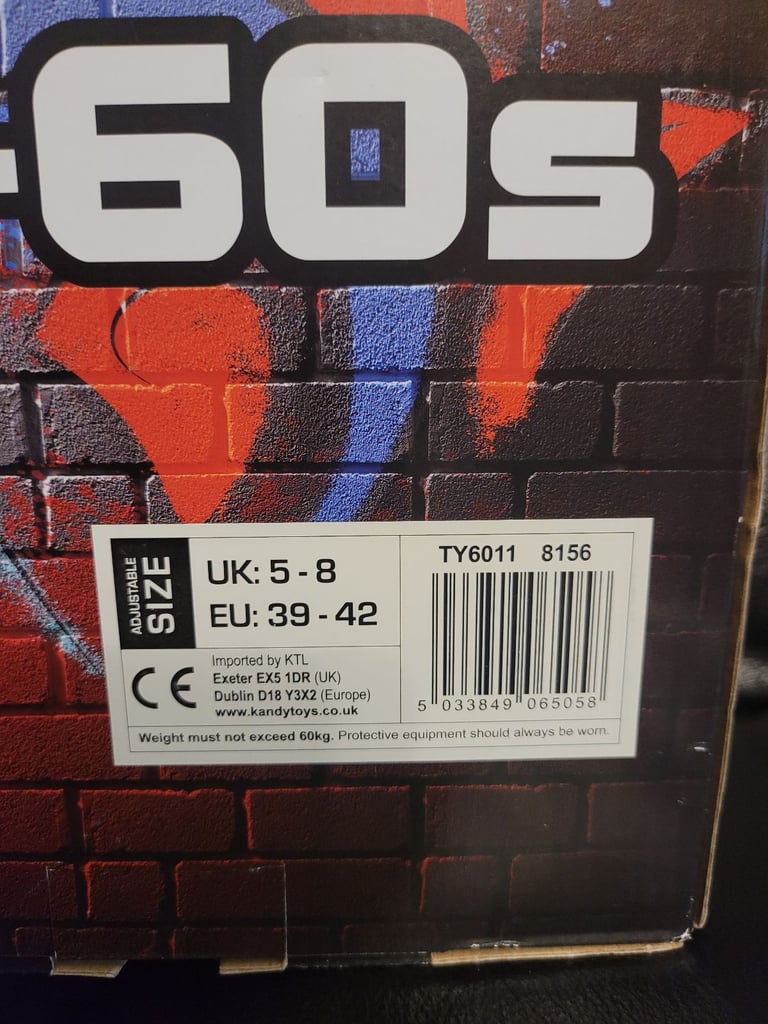 -60s
ADJUSTABLE
SIZE
UK: 5 - 8
EU: 39 - 42
CE
Imported by KTL
Exeter EX5 1DR (UK)
Dublin D18 Y3X2 (Europe)
www.kandytoys.co.uk
TY6011 8156
5 033849 065058
Weight must not exceed 60kg. Protective equipment should always be worn.